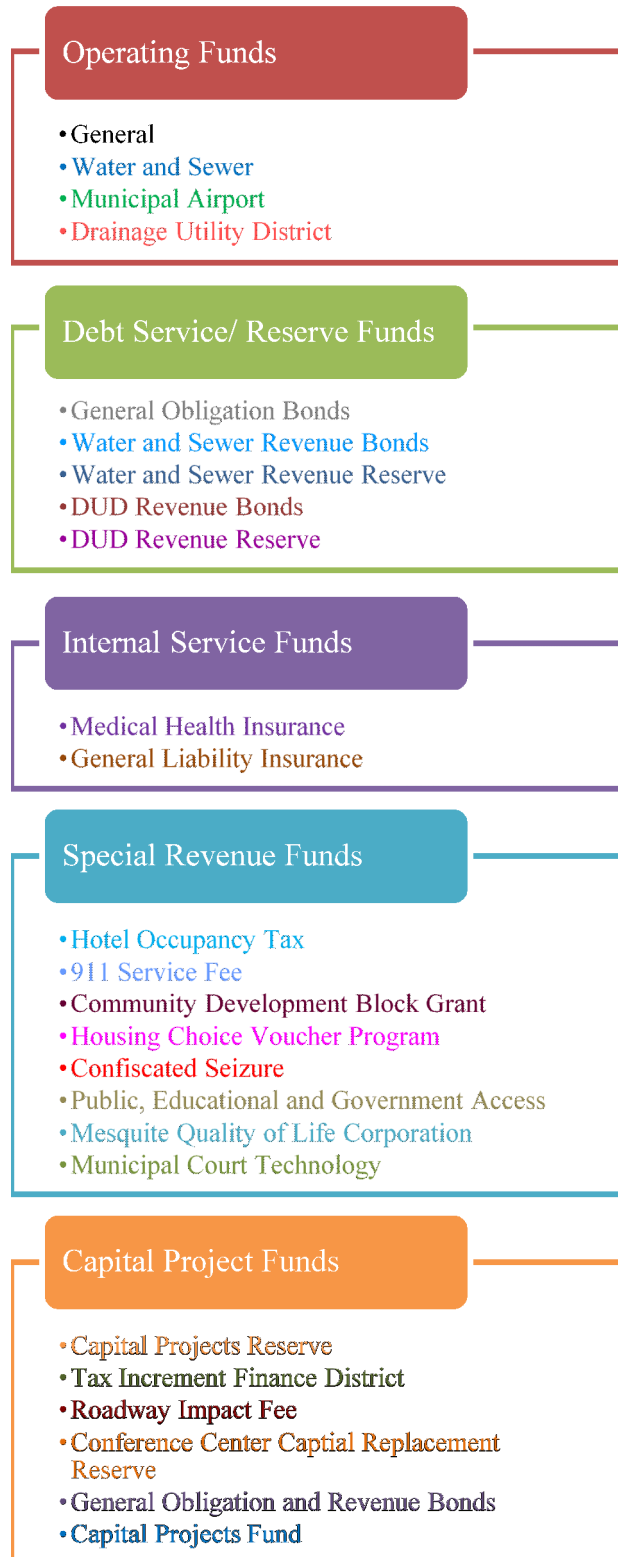 Operating Funds
•General
•Water and Sewer
•Municipal Airport
•Drainage Utility District
Debt Service/ Reserve Funds
•General Obligation Bonds
•Water and Sewer Revenue Bonds
•Water and Sewer Revenue Reserve
•DUD Revenue Bonds
•DUD Revenue Reserve
Internal Service Funds
•Medical Health Insurance
•General Liability Insurance
Special Revenue Funds
•Hotel Occupancy Tax
•911 Service Fee
•Community Development Block Grant
•Housing Choice Voucher Program
•Confiscated Seizure
•Public, Educational and Government Access
•Mesquite Quality of Life Corporation
•Municipal Court Technology
Capital Project Funds
•Capital Projects Reserve
•Tax Increment Finance District
•Roadway Impact Fee
•Conference Center Captial Replacement
Reserve
•General Obligation and Revenue Bonds
•Capital Projects Fund